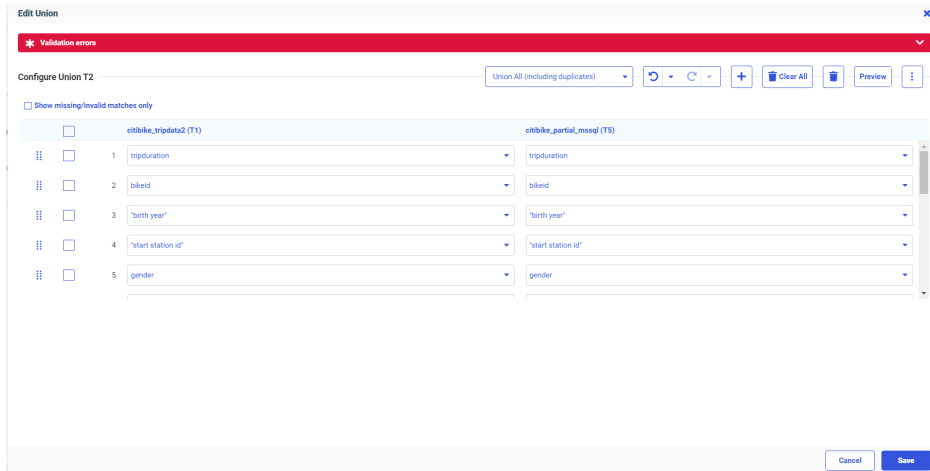 Edit Union
Validation errors
Configure Union T2
Union All (including duplicates)
Clear All
Preview
Show missing/invalid matches only
citibike_tripdata2 (T1)
citibike_partial_mssql (T5)
1 tripduration tripduration
2 bikeid bikeid
3 "birth year" "birth year"
4 "start station id" "start station id"
5 gender gender
Cancel
Save